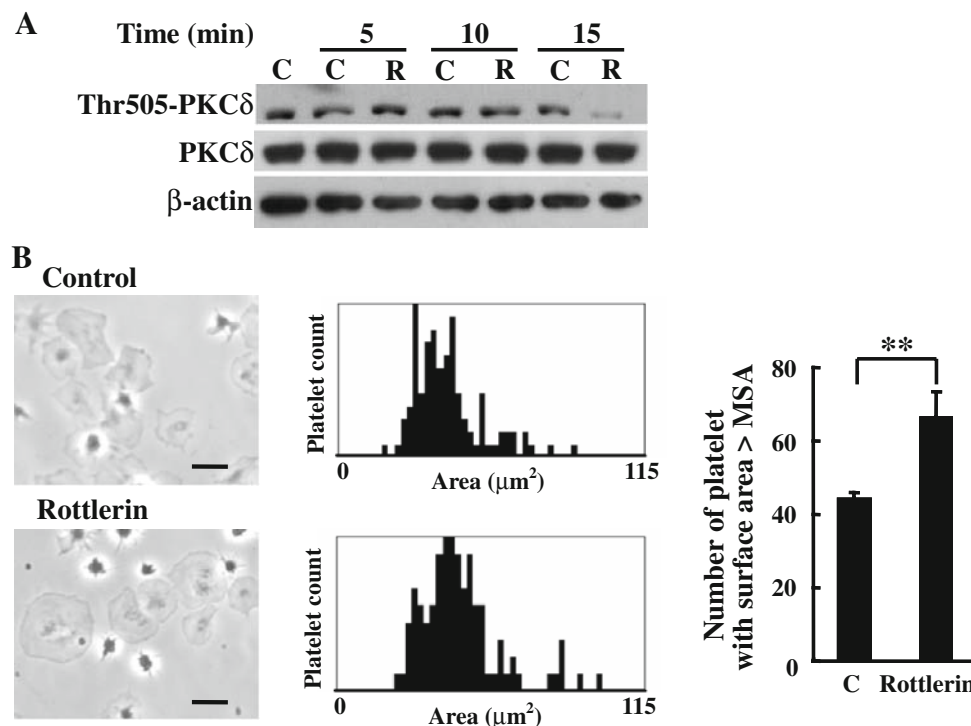 A
Time (min) 5 10 15
C C R C R C R
Thr505-PKCδ
PKCδ
β-actin
B
Control
Platelet count
0 115
Area (μm²)
Rottlerin
Platelet count
0 115
Area (μm²)
Number of platelet
with surface area > MSA
80
60
40
20
0
**
C Rottlerin